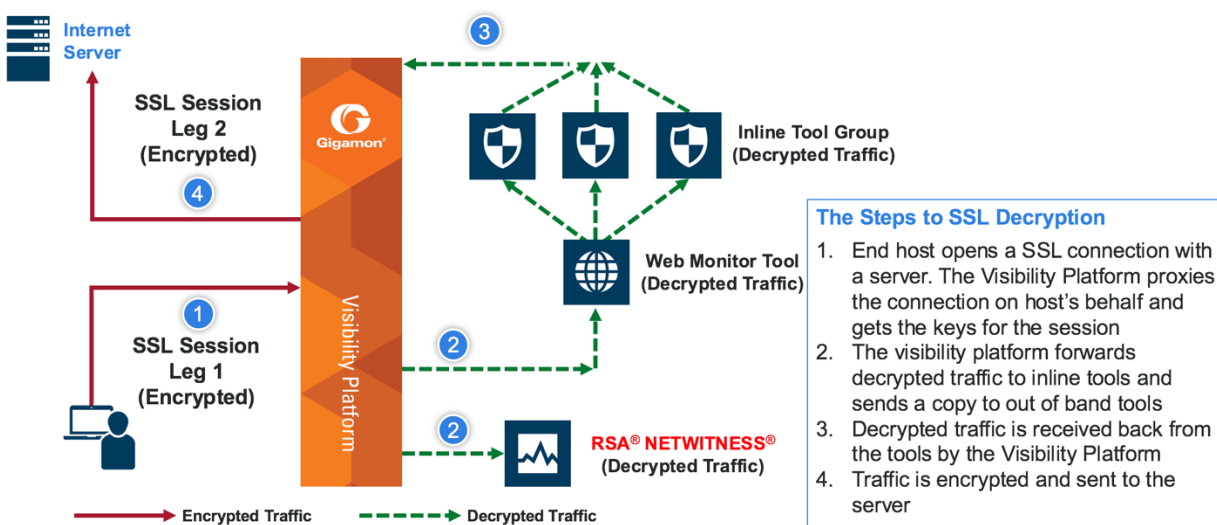 Internet
Server
SSL Session
Leg 2
(Encrypted)
4
1
SSL Session
Leg 1
(Encrypted)
Gigamon®
Visibility Platform
3
Inline Tool Group
(Decrypted Traffic)
Web Monitor Tool
(Decrypted Traffic)
2
2
RSA® NETWITNESS®
(Decrypted Traffic)
The Steps to SSL Decryption
1. End host opens a SSL connection with
a server. The Visibility Platform proxies
the connection on host's behalf and
gets the keys for the session
2. The visibility platform forwards
decrypted traffic to inline tools and
sends a copy to out of band tools
3. Decrypted traffic is received back from
the tools by the Visibility Platform
4. Traffic is encrypted and sent to the
server
Encrypted Traffic
Decrypted Traffic